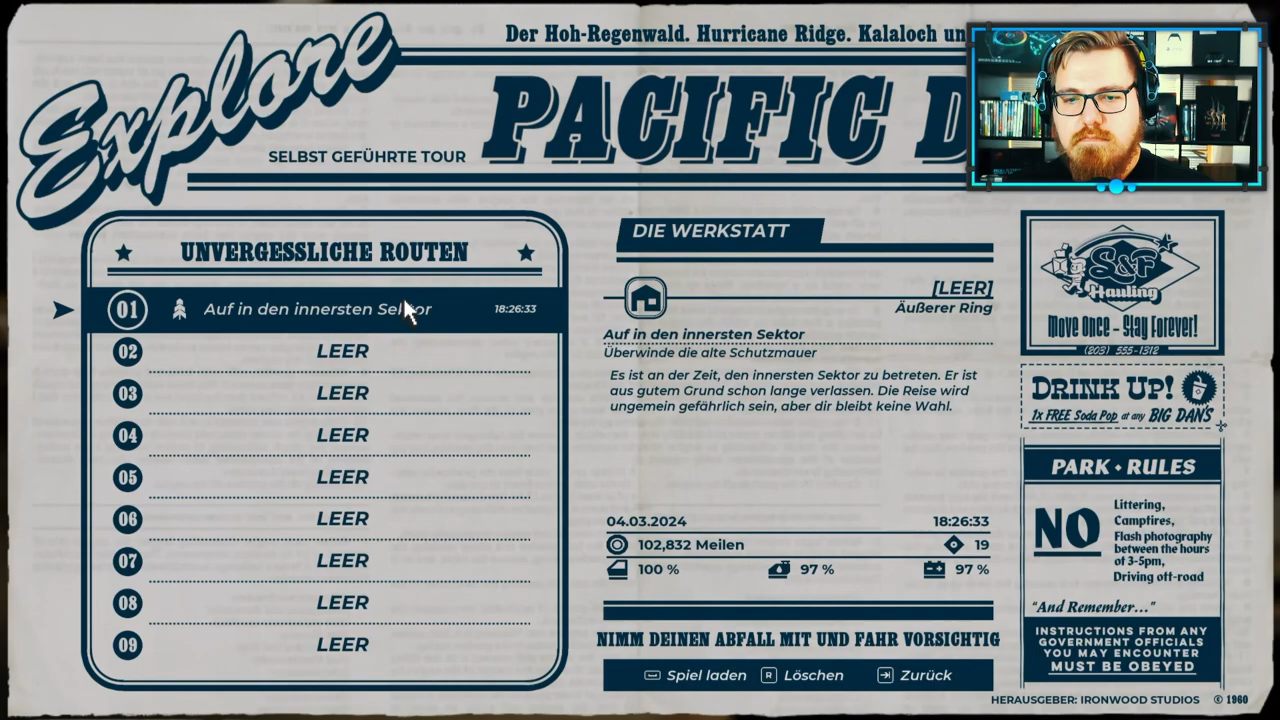 Explore
Der Hoh-Regenwald. Hurricane Ridge. Kalaloch un
PACIFIC D
SELBST GEFÜHRTE TOUR
UNVERGESSLICHE ROUTEN
01 Auf in den innersten Sektor 18:26:33
02 LEER
03 LEER
04 LEER
05 LEER
06 LEER
07 LEER
08 LEER
09 LEER
DIE WERKSTATT
[LEER]
Äußerer Ring
Auf in den innersten Sektor
Überwinde die alte Schutzmauer
Es ist an der Zeit, den innersten Sektor zu betreten. Er ist
aus gutem Grund schon lange verlassen. Die Reise wird
ungemein gefährlich sein, aber dir bleibt keine Wahl.
04.03.2024 18:26:33
102,832 Meilen 19
100 % 97 % 97 %
NIMM DEINEN ABFALL MIT UND FAHR VORSICHTIG
Spiel laden R Löschen Zurück
S&F
Hauling
Move Once - Stay Forever!
(203) 555-1312
DRINK UP!
1x FREE Soda Pop at any BIG DAN'S
PARK • RULES
NO
Littering,
Campfires,
Flash photography
between the hours
of 3-5pm,
Driving off-road
"And Remember..."
INSTRUCTIONS FROM ANY
GOVERNMENT OFFICIALS
YOU MAY ENCOUNTER
MUST BE OBEYED
HERAUSGEBER: IRONWOOD STUDIOS © 1960